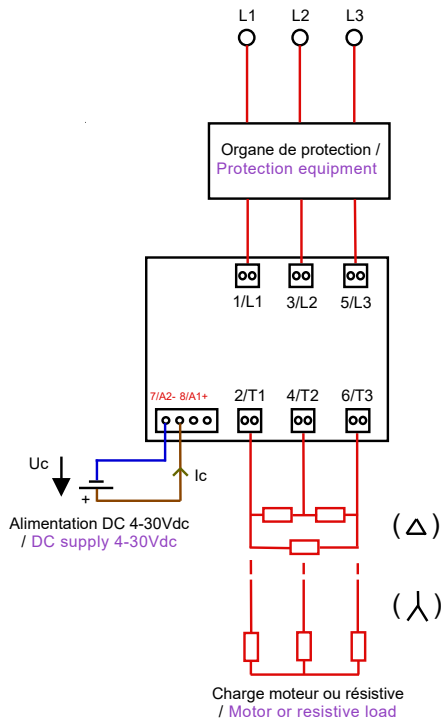 L1 L2 L3
Organe de protection /
Protection equipment
1/L1 3/L2 5/L3
7/A2- 8/A1+ 2/T1 4/T2 6/T3
Uc
Ic
+
Alimentation DC 4-30Vdc
/ DC supply 4-30Vdc
Charge moteur ou résistive
/ Motor or resistive load